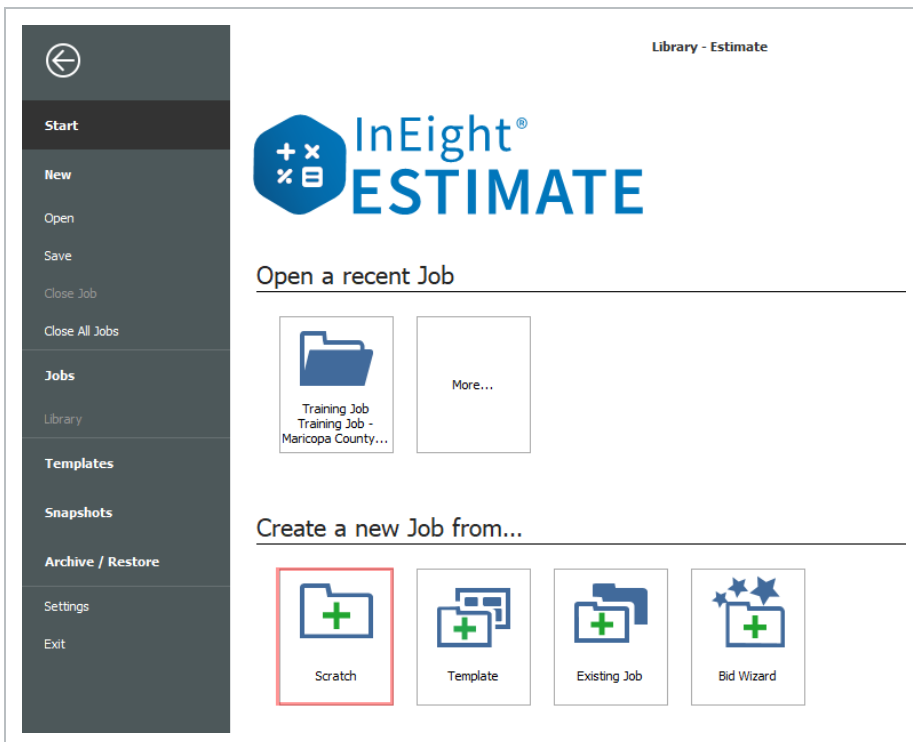 Library - Estimate
Start
New
Open
Save
Close Job
Close All Jobs
Jobs
Library
Templates
Snapshots
Archive / Restore
Settings
Exit
InEight®
ESTIMATE
Open a recent Job
Training Job
Training Job -
Maricopa County...
More...
Create a new Job from...
Scratch
Template
Existing Job
Bid Wizard